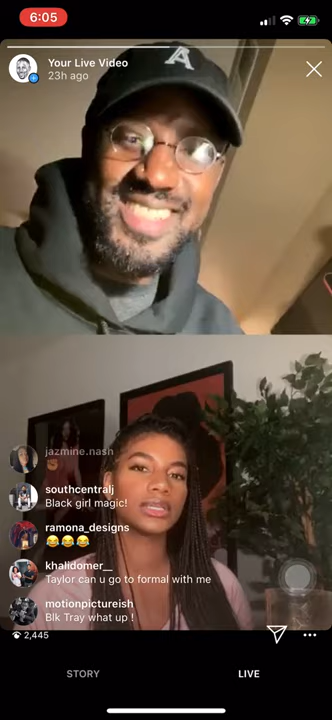 6:05
Your Live Video
23h ago
A
jazmine.nash
southcentralj
Black girl magic!
ramona_designs
😂😂😂
khalidomer__
Taylor can u go to formal with me
motionpictureish
Blk Tray what up !
2,445
STORY
LIVE